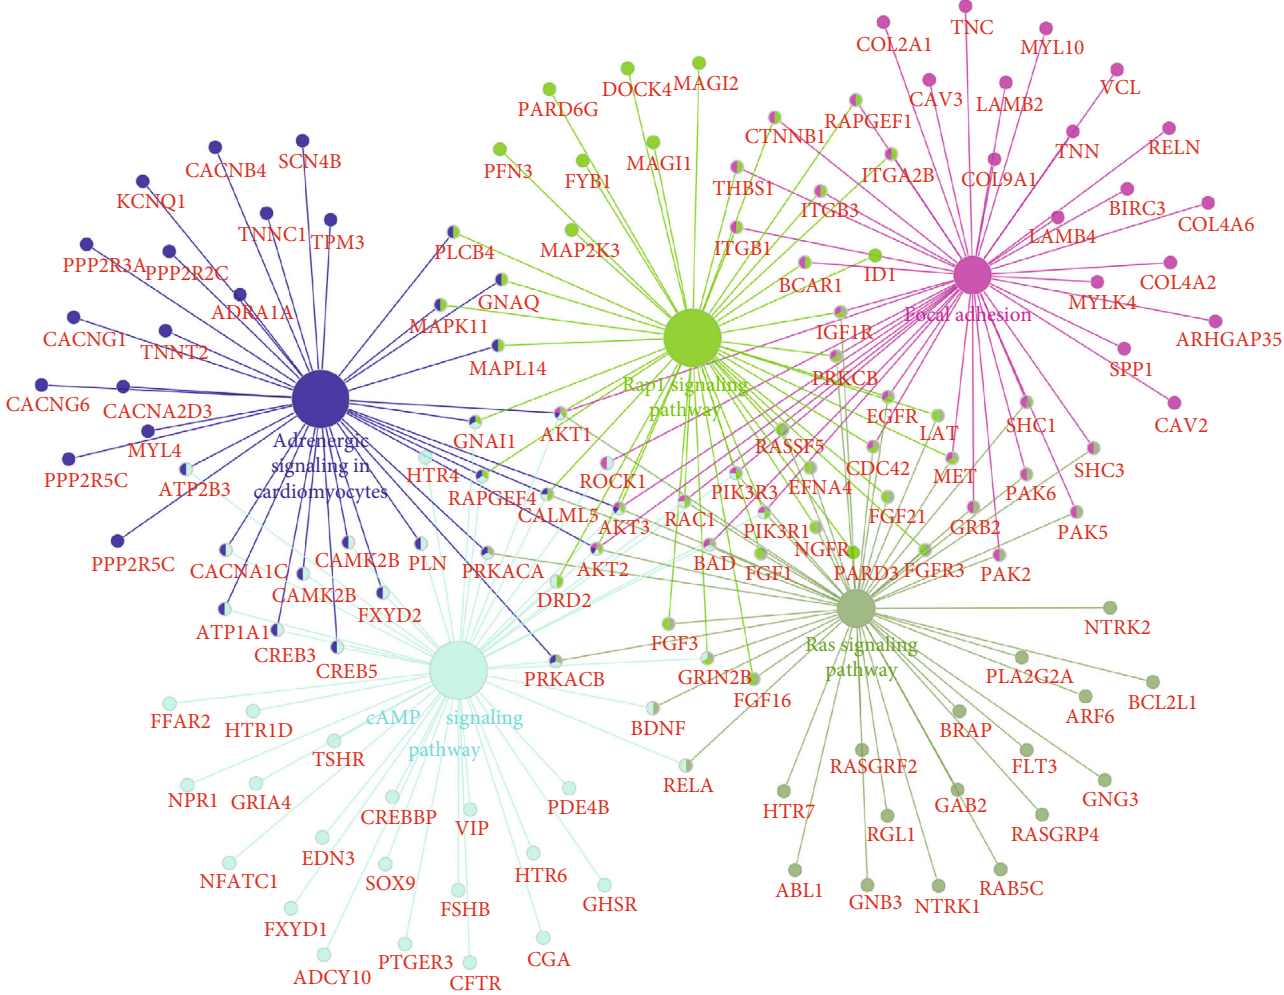 TNC
COL2A1
MYL10
DOCK4
MAGI2
VCL
PARD6G
CAV3
LAMB2
RAPGEF1
CTNNB1
SCN4B
CACNB4
MAGI1
TNN
RELN
PFN3
FYB1
ITGA2B
COL9A1
THBS1
KCNQ1
ITGB3
BIRC3
COL4A6
TNNC1
TPM3
LAMB4
PLCB4
MAP2K3
ITGB1
PPP2R3A
PPP2R2C
ID1
BCAR1
COL4A2
GNAQ
MYLK4
ADRA1A
Focal adhesion
MAPK11
IGF1R
CACNG1
TNNT2
ARHGAP35
MAPL14
SPP1
PRKCB
Rap1 signaling
pathway
CACNG6
CACNA2D3
EGFR
SHC1
CAV2
LAT
AKT1
GNAI1
RASSF5
Adrenergic
signaling in
cardiomyocytes
MYL4
CDC42
MET
SHC3
PPP2R5C
HTR4
ROCK1
ATP2B3
RAPGEF4
PIK3R3
EFNA4
PAK6
CALML5
FGF21
AKT3
RAC1
GRB2
PIK3R1
PAK5
NGFR
PPP2R5C
CACNA1C
CAMK2B
PLN
PRKACA
AKT2
BAD
FGF1
PARD3
FGFR3
PAK2
CAMK2B
FXYD2
DRD2
ATP1A1
NTRK2
CREB3
FGF3
Ras signaling
pathway
CREB5
PRKACB
GRIN2B
PLA2G2A
FGF16
BCL2L1
ARF6
FFAR2
HTR1D
cAMP signaling
pathway
BDNF
BRAP
TSHR
RASGRF2
FLT3
RELA
NPR1
GRIA4
PDE4B
HTR7
GAB2
GNG3
CREBBP
VIP
RGL1
RASGRP4
EDN3
NFATC1
SOX9
HTR6
ABL1
RAB5C
FSHB
GHSR
GNB3
NTRK1
FXYD1
CGA
ADCY10
PTGER3
CFTR